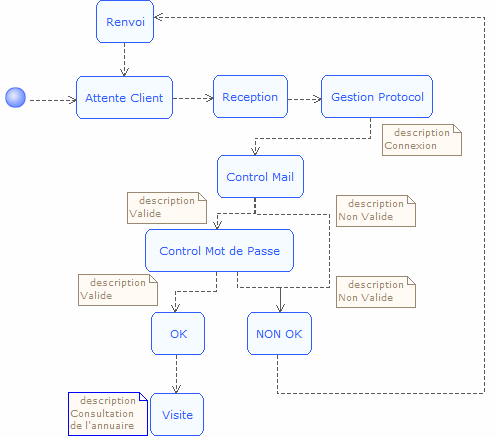 Renvoi
Attente Client
Reception
Gestion Protocol
description
Connexion
Control Mail
description
Valide
description
Non Valide
Control Mot de Passe
description
Valide
description
Non Valide
OK
NON OK
description
Consultation
de l'annuaire
Visite